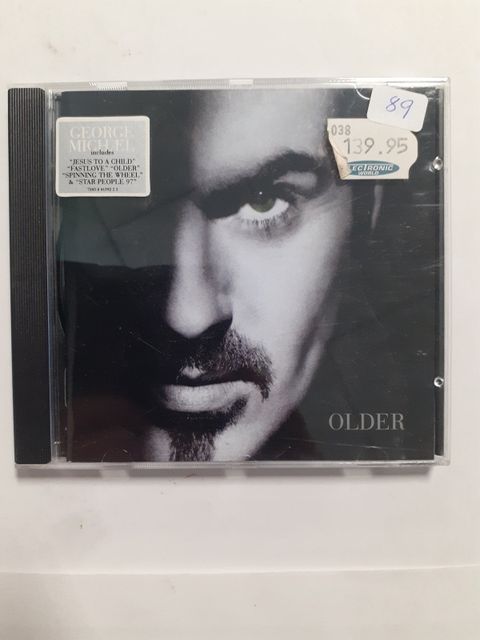 GEORGE
MICHAEL
includes
"JESUS TO A CHILD"
"FASTLOVE" "OLDER"
"SPINNING THE WHEEL"
& "STAR PEOPLE 97"
89
038
139.95
ECTRONIC
WORLD
OLDER